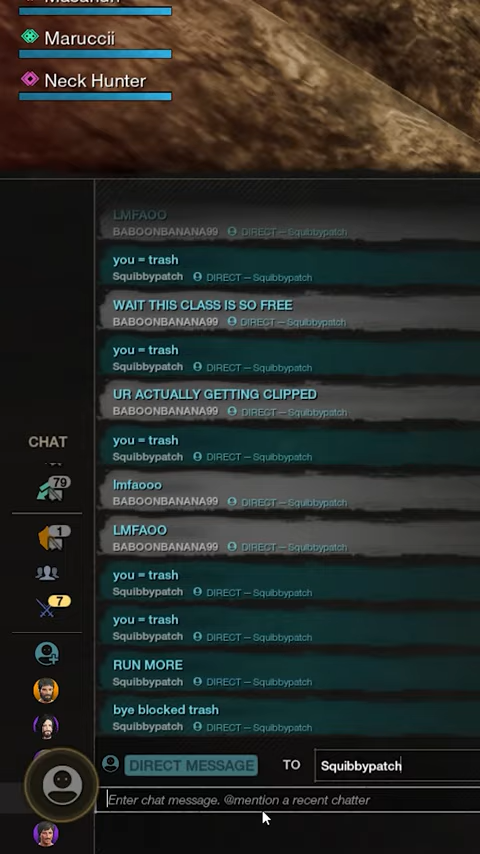 Maruccii
Neck Hunter
LMFAOO
BABOONBANANA99 DIRECT — Squibbypatch
you = trash
Squibbypatch DIRECT — Squibbypatch
WAIT THIS CLASS IS SO FREE
BABOONBANANA99 DIRECT — Squibbypatch
you = trash
Squibbypatch DIRECT — Squibbypatch
UR ACTUALLY GETTING CLIPPED
BABOONBANANA99 DIRECT — Squibbypatch
you = trash
Squibbypatch DIRECT — Squibbypatch
CHAT
lmfaooo
79
BABOONBANANA99 DIRECT — Squibbypatch
LMFAOO
1
BABOONBANANA99 DIRECT — Squibbypatch
you = trash
Squibbypatch DIRECT — Squibbypatch
7
you = trash
Squibbypatch DIRECT — Squibbypatch
RUN MORE
Squibbypatch DIRECT — Squibbypatch
bye blocked trash
Squibbypatch DIRECT — Squibbypatch
DIRECT MESSAGE TO Squibbypatch
Enter chat message. @mention a recent chatter